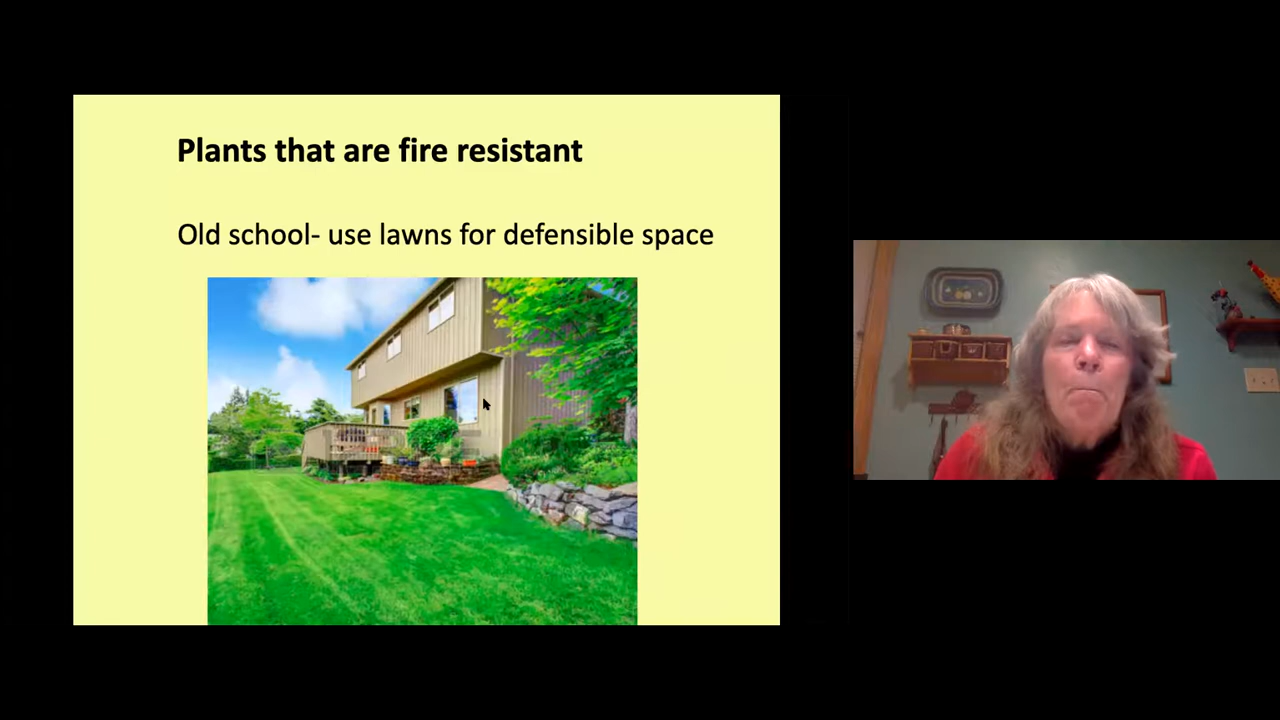 Plants that are fire resistant
Old school- use lawns for defensible space